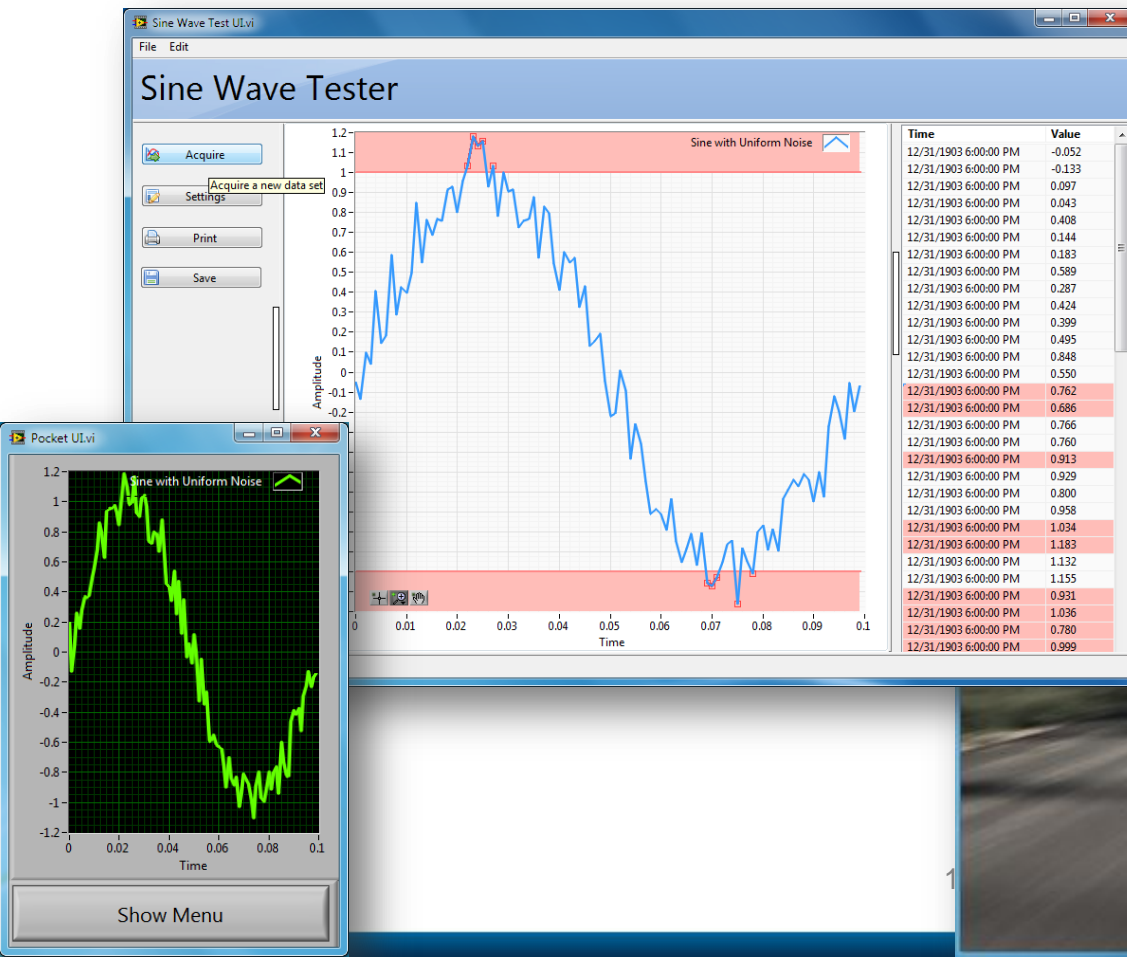 Sine Wave Test UI.vi
File Edit
Sine Wave Tester
Acquire
Acquire a new data set
Settings
Print
Save
Sine with Uniform Noise
1.2
1.1
1
0.9
0.8
0.7
0.6
0.5
0.4
0.3
0.2
0.1
0
-0.1
-0.2
Amplitude
0 0.01 0.02 0.03 0.04 0.05 0.06 0.07 0.08 0.09 0.1
Time
Time Value
12/31/1903 6:00:00 PM -0.052
12/31/1903 6:00:00 PM -0.133
12/31/1903 6:00:00 PM 0.097
12/31/1903 6:00:00 PM 0.043
12/31/1903 6:00:00 PM 0.408
12/31/1903 6:00:00 PM 0.144
12/31/1903 6:00:00 PM 0.183
12/31/1903 6:00:00 PM 0.589
12/31/1903 6:00:00 PM 0.287
12/31/1903 6:00:00 PM 0.424
12/31/1903 6:00:00 PM 0.399
12/31/1903 6:00:00 PM 0.495
12/31/1903 6:00:00 PM 0.848
12/31/1903 6:00:00 PM 0.550
12/31/1903 6:00:00 PM 0.762
12/31/1903 6:00:00 PM 0.686
12/31/1903 6:00:00 PM 0.766
12/31/1903 6:00:00 PM 0.760
12/31/1903 6:00:00 PM 0.913
12/31/1903 6:00:00 PM 0.929
12/31/1903 6:00:00 PM 0.800
12/31/1903 6:00:00 PM 0.958
12/31/1903 6:00:00 PM 1.034
12/31/1903 6:00:00 PM 1.183
12/31/1903 6:00:00 PM 1.132
12/31/1903 6:00:00 PM 1.155
12/31/1903 6:00:00 PM 0.931
12/31/1903 6:00:00 PM 1.036
12/31/1903 6:00:00 PM 0.780
12/31/1903 6:00:00 PM 0.999
Pocket UI.vi
Sine with Uniform Noise
1.2
1
0.8
0.6
0.4
0.2
0
-0.2
-0.4
-0.6
-0.8
-1
-1.2
Amplitude
0 0.02 0.04 0.06 0.08 0.1
Time
Show Menu
1